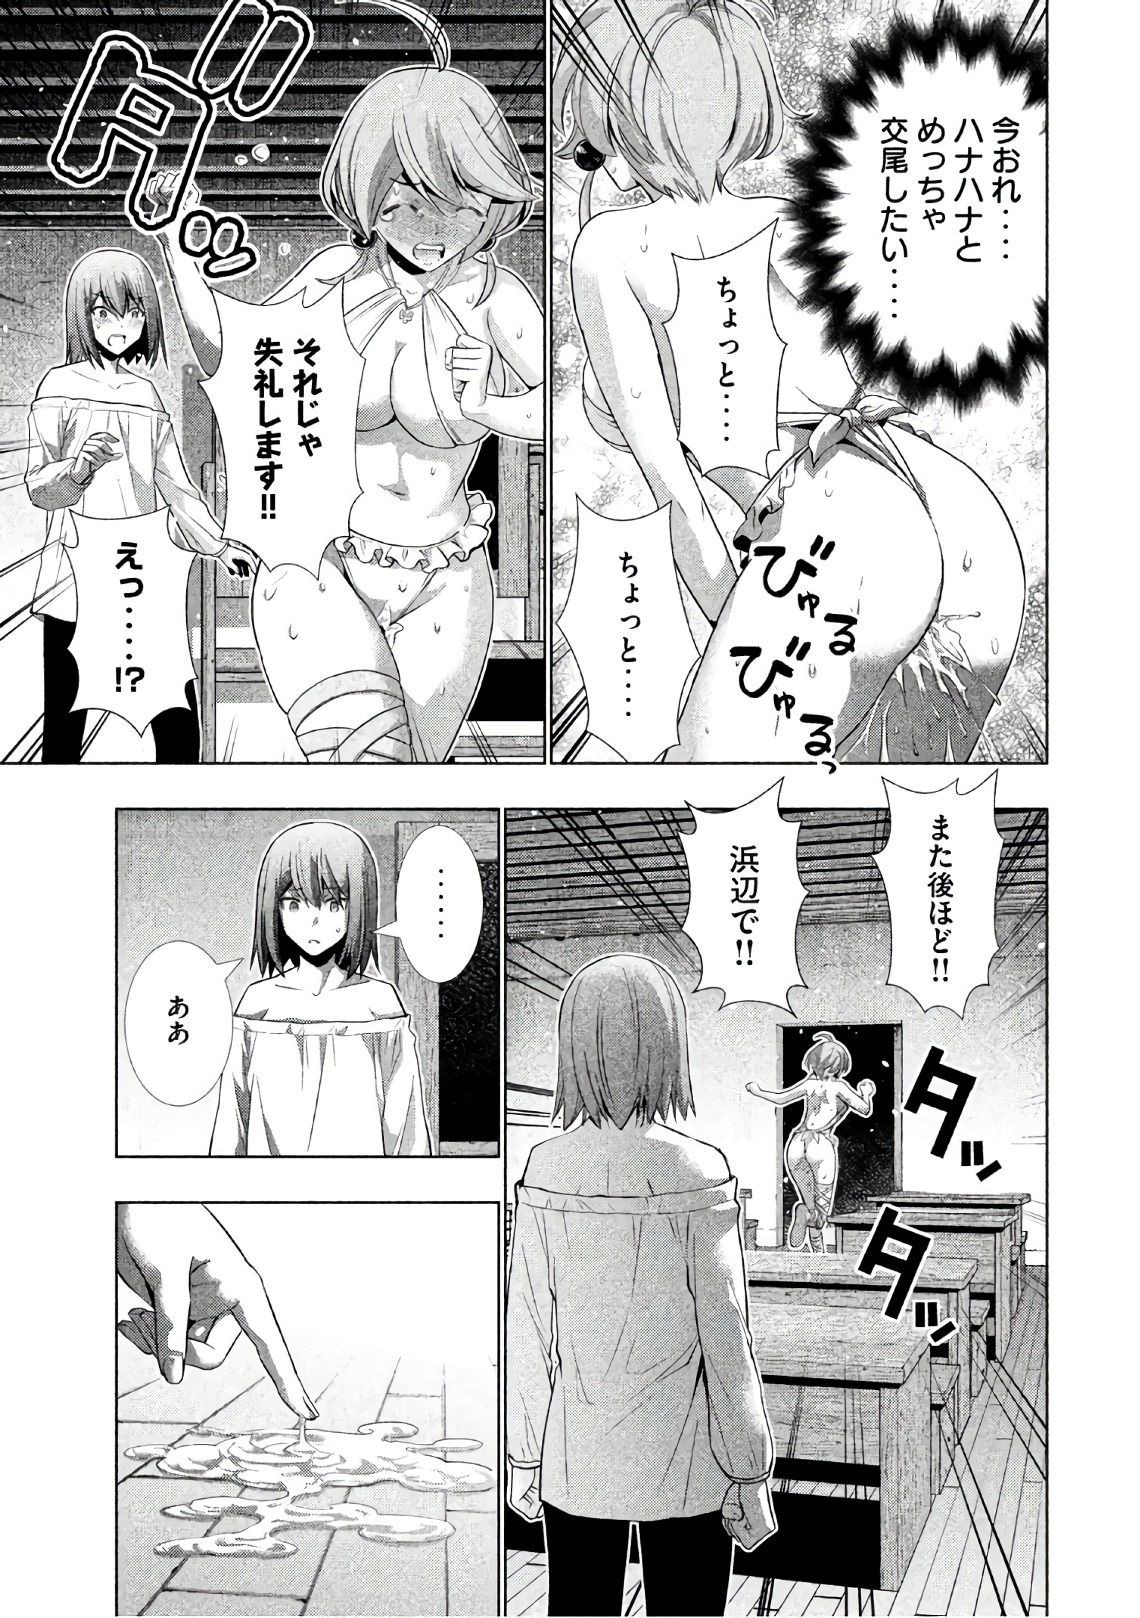 今おれ‥‥
ハナハナと
めっちゃ
交尾したい‥‥
ちょっと‥‥
ちょっと‥‥
びゅる
びゅるっ
ダッ
それじゃ
失礼します!!
えっ‥‥!?
また後ほど!!
浜辺で!!
タッ
タッ
‥‥‥
ああ